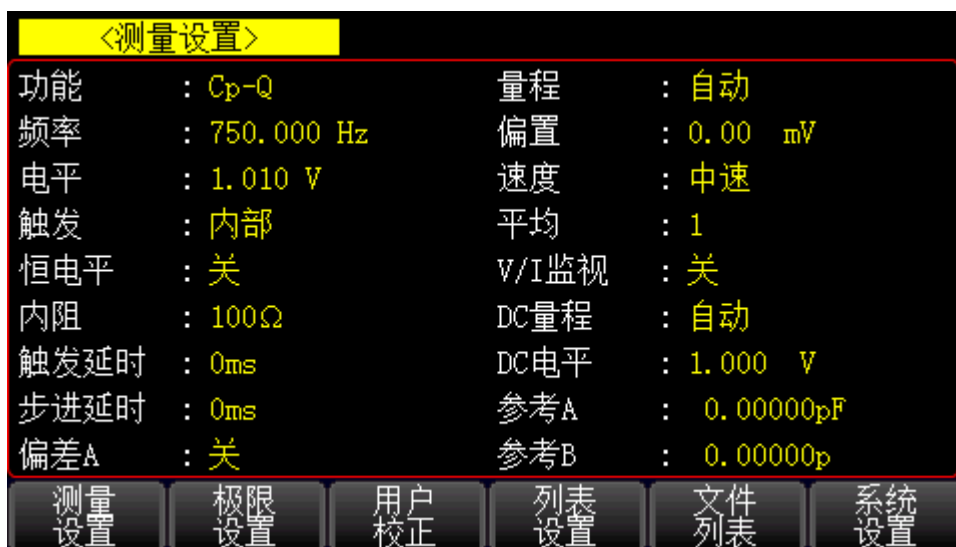 <测量设置>
功能 : Cp-Q 量程 : 自动
频率 : 750.000 Hz 偏置 : 0.00 mV
电平 : 1.010 V 速度 : 中速
触发 : 内部 平均 : 1
恒电平 : 关 V/I监视 : 关
内阻 : 100Ω DC量程 : 自动
触发延时 : 0ms DC电平 : 1.000 V
步进延时 : 0ms 参考A : 0.00000pF
偏差A : 关 参考B : 0.00000p
测量 极限 用户 列表 文件 系统
设置 设置 校正 设置 列表 设置